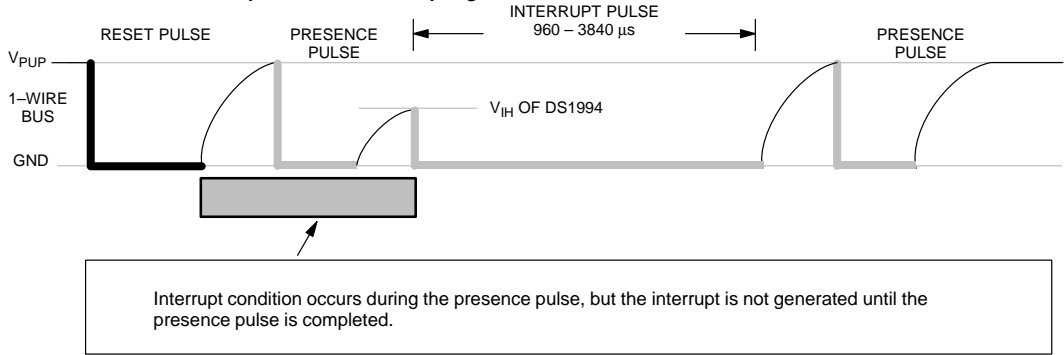 INTERRUPT PULSE
960 – 3840 μs
RESET PULSE
PRESENCE
PULSE
PRESENCE
PULSE
VPUP
1–WIRE
BUS
VIH OF DS1994
GND
Interrupt condition occurs during the presence pulse, but the interrupt is not generated until the
presence pulse is completed.